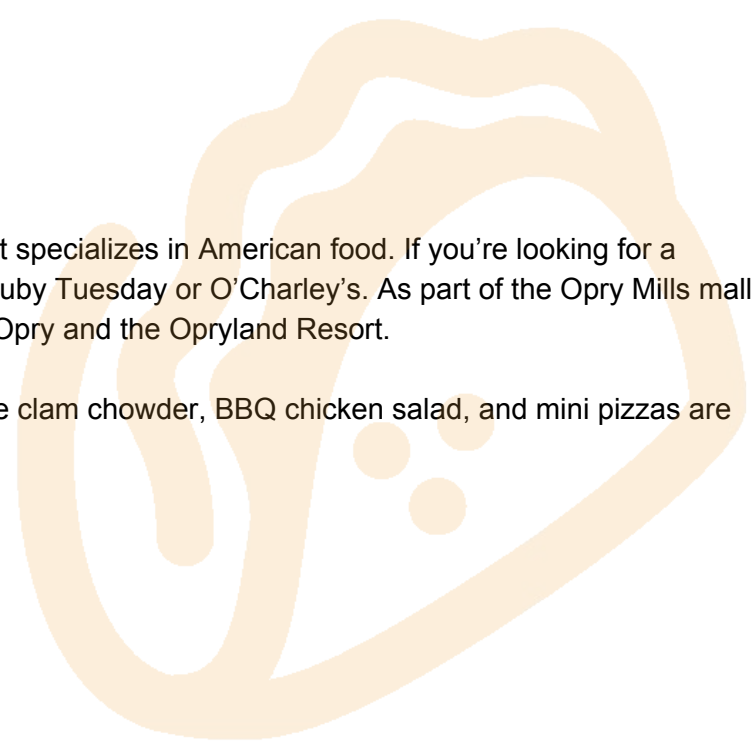 t specializes in American food. If you’re looking for a
uby Tuesday or O’Charley’s. As part of the Opry Mills mall
Opry and the Opryland Resort.
e clam chowder, BBQ chicken salad, and mini pizzas are